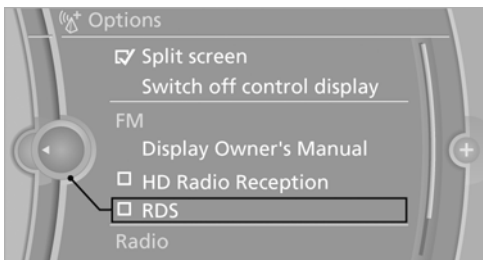 Options
Split screen
Switch off control display
FM
Display Owner's Manual
HD Radio Reception
RDS
Radio